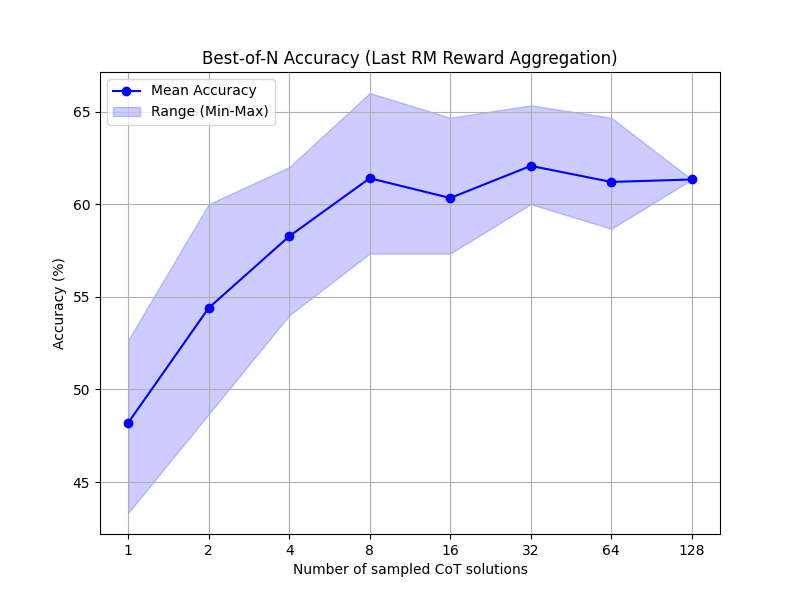 Best-of-N Accuracy (Last RM Reward Aggregation)
Mean Accuracy
Range (Min-Max)
Accuracy (%)
65
60
55
50
45
1 2 4 8 16 32 64 128
Number of sampled CoT solutions